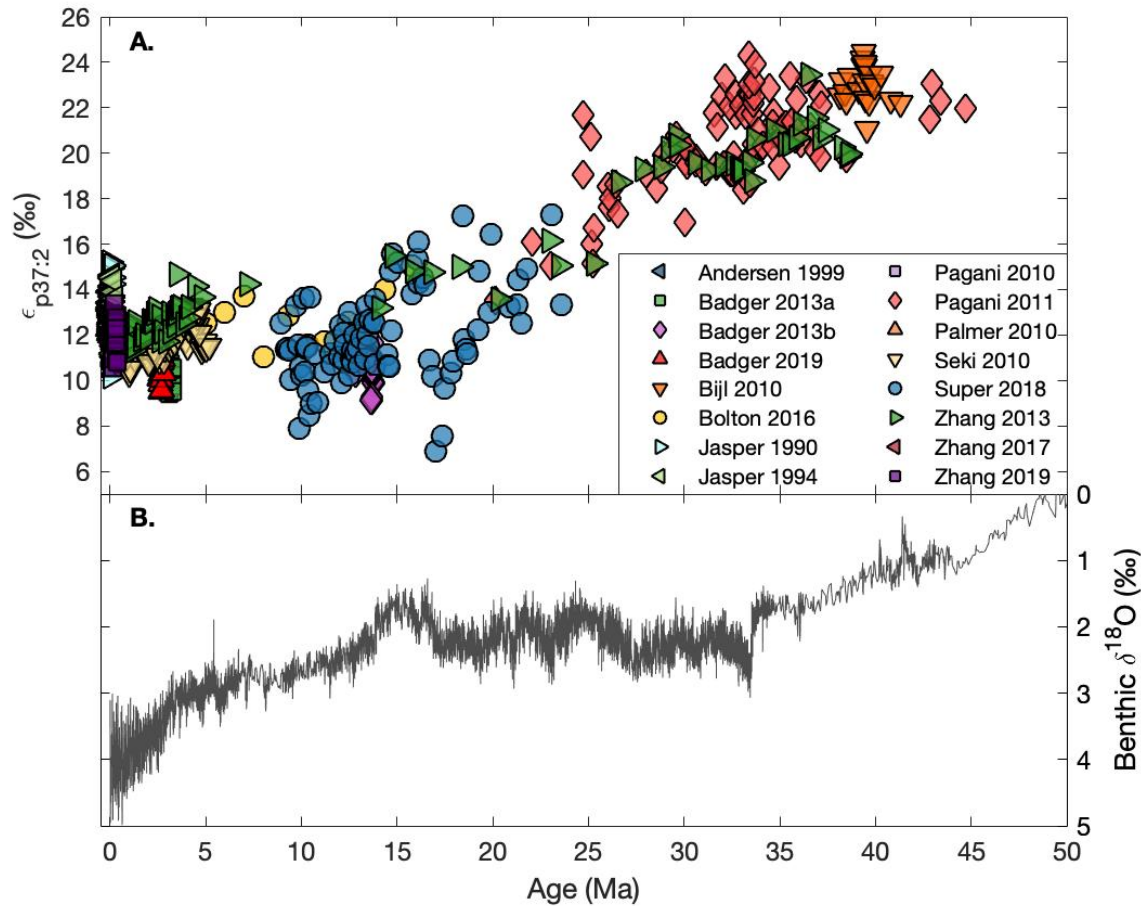 A.
26
24
22
20
18
16
14
12
10
8
6
ϵp37:2 (‰)
Andersen 1999
Badger 2013a
Badger 2013b
Badger 2019
Bijl 2010
Bolton 2016
Jasper 1990
Jasper 1994
Pagani 2010
Pagani 2011
Palmer 2010
Seki 2010
Super 2018
Zhang 2013
Zhang 2017
Zhang 2019
B.
0
1
2
3
4
5
Benthic δ18O (‰)
0 5 10 15 20 25 30 35 40 45 50
Age (Ma)